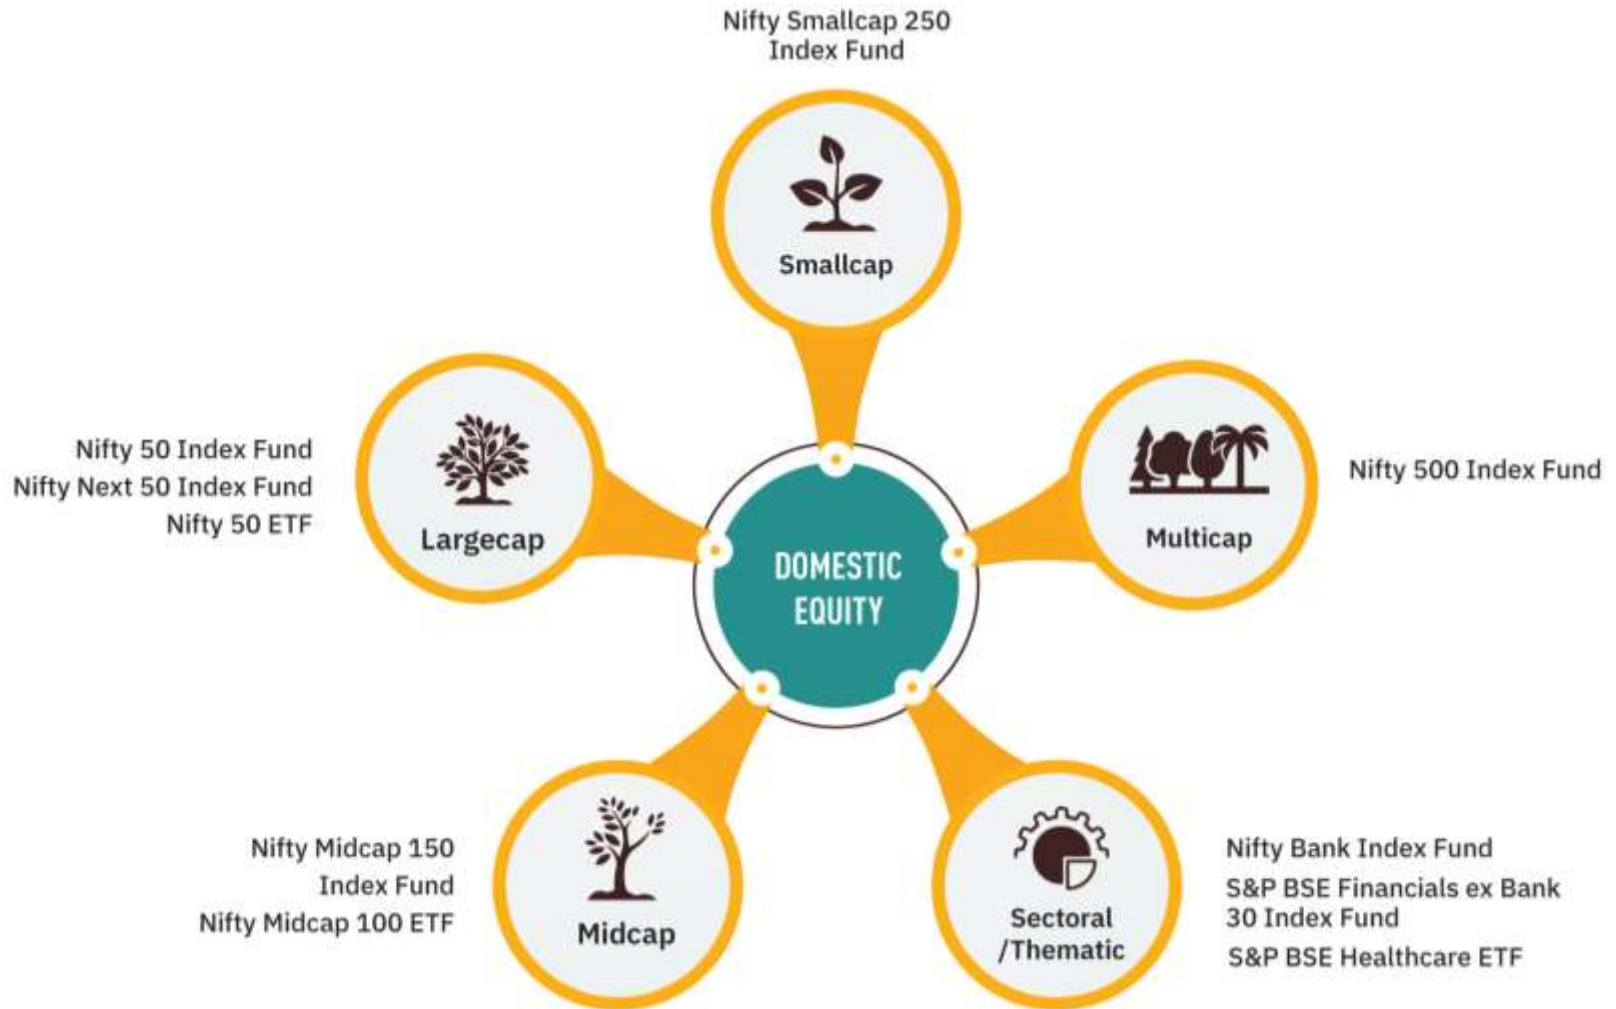 Nifty Smallcap 250
Index Fund
Smallcap
Nifty 50 Index Fund
Nifty Next 50 Index Fund
Nifty 50 ETF
Largecap
Multicap
Nifty 500 Index Fund
DOMESTIC
EQUITY
Nifty Midcap 150
Index Fund
Nifty Midcap 100 ETF
Midcap
Sectoral
/Thematic
Nifty Bank Index Fund
S&P BSE Financials ex Bank
30 Index Fund
S&P BSE Healthcare ETF